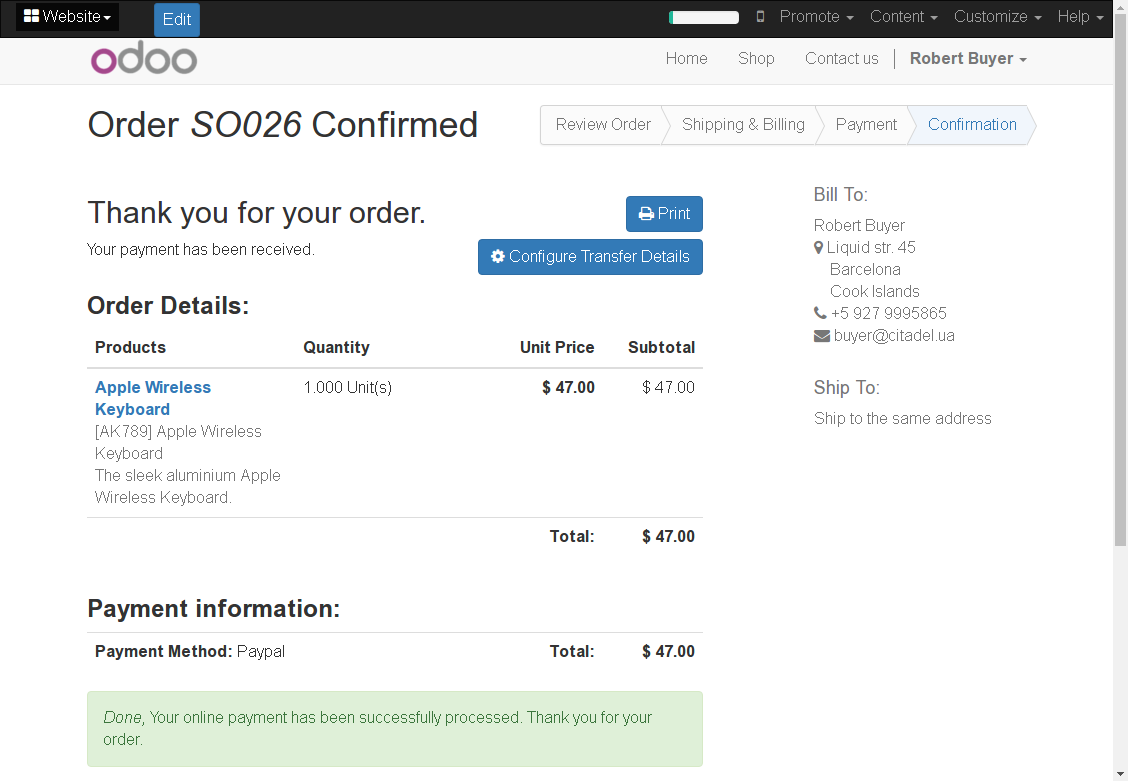 Website Edit Promote Content Customize Help
odoo Home Shop Contact us Robert Buyer
Order SO026 Confirmed
Review Order Shipping & Billing Payment Confirmation
Thank you for your order.
Print
Your payment has been received.
Configure Transfer Details
Order Details:
Products Quantity Unit Price Subtotal
Apple Wireless 1.000 Unit(s) $ 47.00 $ 47.00
Keyboard
[AK789] Apple Wireless
Keyboard
The sleek aluminium Apple
Wireless Keyboard.
Total: $ 47.00
Payment information:
Payment Method: Paypal Total: $ 47.00
Done, Your online payment has been successfully processed. Thank you for your
order.
Bill To:
Robert Buyer
Liquid str. 45
Barcelona
Cook Islands
+5 927 9995865
buyer@citadel.ua
Ship To:
Ship to the same address